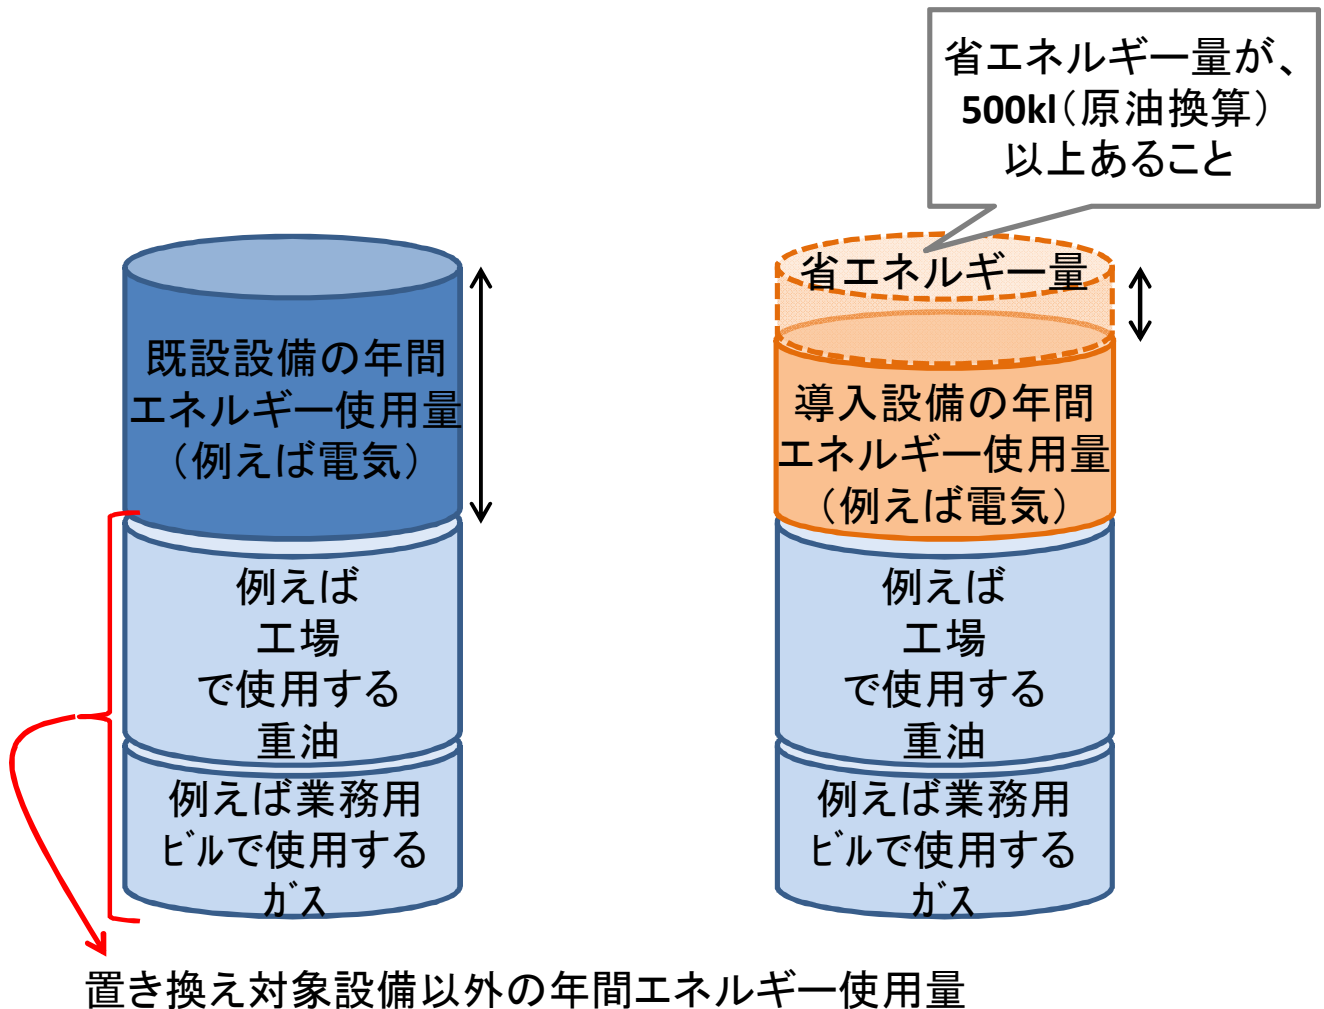 省エネルギー量が、
500kl（原油換算）
以上あること
既設設備の年間
エネルギー使用量
（例えば電気）
例えば
工場
で使用する
重油
例えば業務用
ﾋﾞﾙで使用する
ｶﾞｽ
省エネルギー量
導入設備の年間
エネルギー使用量
（例えば電気）
例えば
工場
で使用する
重油
例えば業務用
ﾋﾞﾙで使用する
ｶﾞｽ
置き換え対象設備以外の年間エネルギー使用量